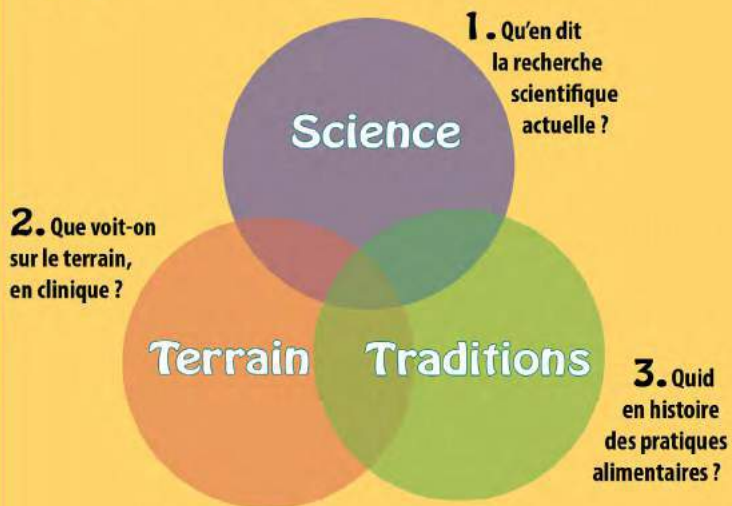 1. Qu'en dit
la recherche
scientifique
actuelle ?
Science
2. Que voit-on
sur le terrain,
en clinique ?
Terrain
Traditions
3. Quid
en histoire
des pratiques
alimentaires ?